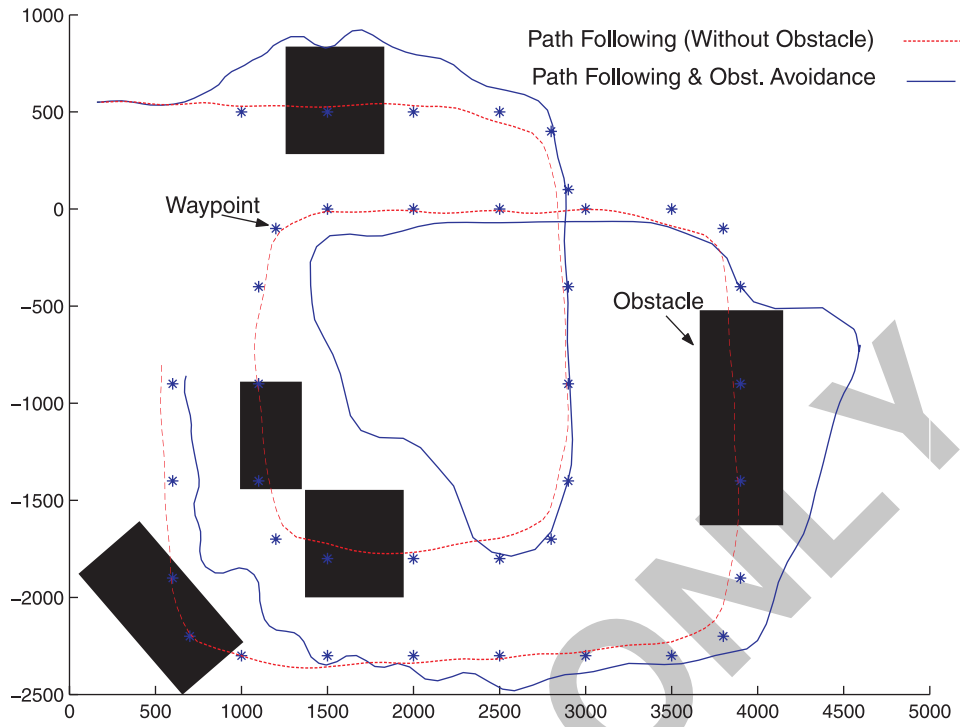 1000
500
0
−500
−1000
−1500
−2000
−2500
0 500 1000 1500 2000 2500 3000 3500 4000 4500 5000
Path Following (Without Obstacle)
Path Following & Obst. Avoidance
Waypoint
Obstacle
ONLY